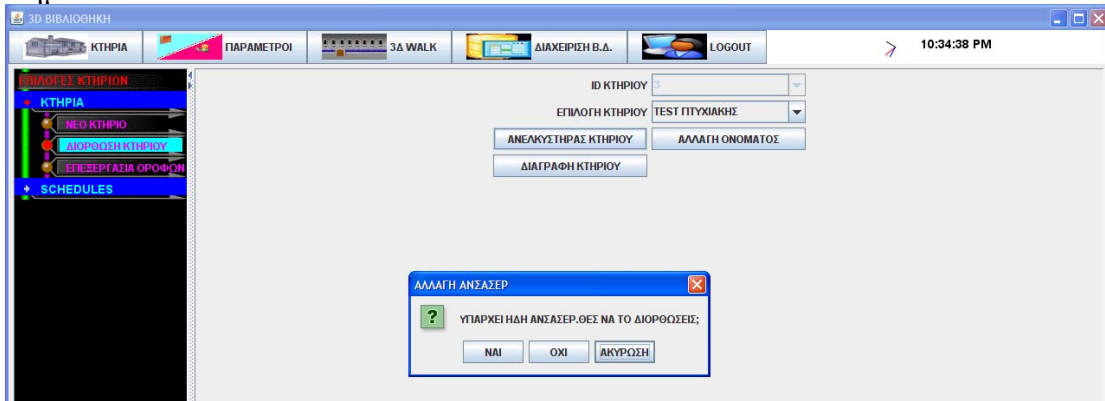 3D ΒΙΒΛΙΟΘΗΚΗ
ΚΤΗΡΙΑ ΠΑΡΑΜΕΤΡΟΙ 3Δ WALK ΔΙΑΧΕΙΡΙΣΗ Β.Δ. LOGOUT 10:34:38 PM
ΕΠΙΛΟΓΕΣ ΚΤΗΡΙΩΝ
ΚΤΗΡΙΑ
ΝΕΟ ΚΤΗΡΙΟ
ΔΙΟΡΘΩΣΗ ΚΤΗΡΙΟΥ
ΕΠΕΞΕΡΓΑΣΙΑ ΟΡΟΦΩΝ
SCHEDULES
ID ΚΤΗΡΙΟΥ 3
ΕΠΙΛΟΓΗ ΚΤΗΡΙΟΥ TEST ΠΤΥΧΙΑΚΗΣ
ΑΝΕΛΚΥΣΤΗΡΑΣ ΚΤΗΡΙΟΥ ΑΛΛΑΓΗ ΟΝΟΜΑΤΟΣ
ΔΙΑΓΡΑΦΗ ΚΤΗΡΙΟΥ
ΑΛΛΑΓΗ ΑΝΣΑΣΕΡ
ΥΠΑΡΧΕΙ ΗΔΗ ΑΝΣΑΣΕΡ.ΘΕΣ ΝΑ ΤΟ ΔΙΟΡΘΩΣΕΙΣ;
ΝΑΙ ΟΧΙ ΑΚΥΡΩΣΗ